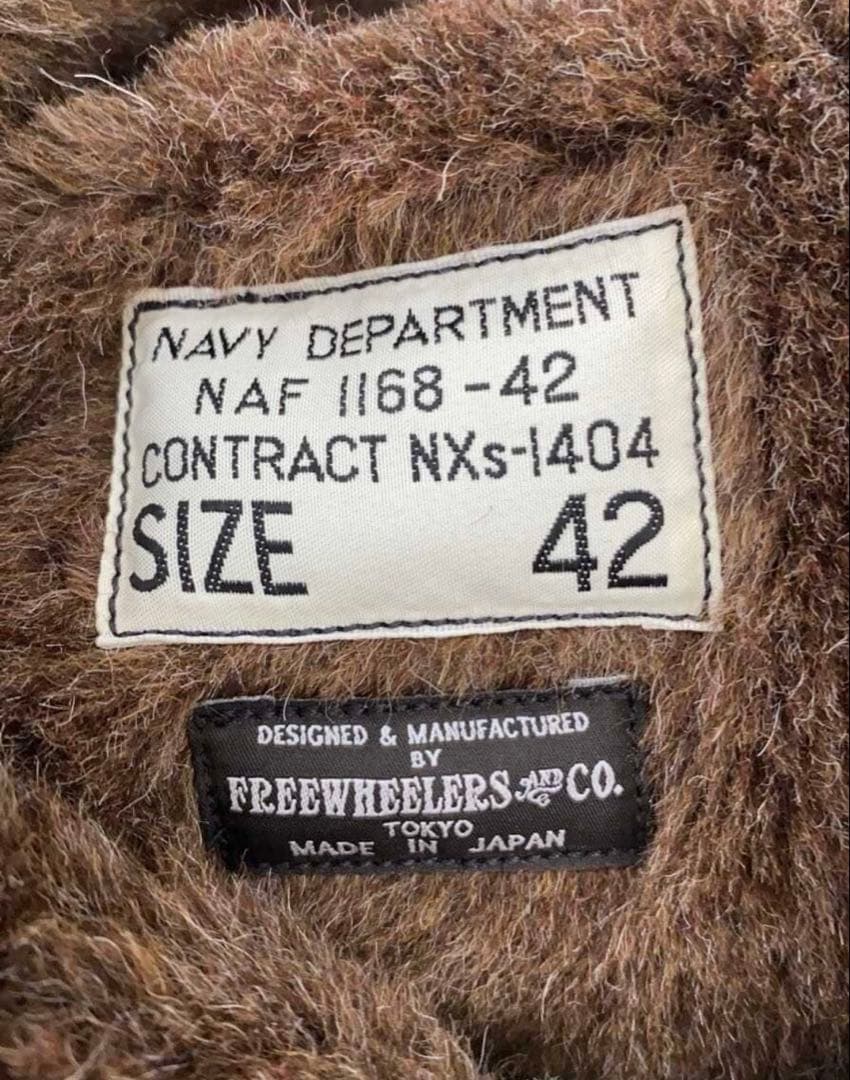 NAVY DEPARTMENT
NAF 1168-42
CONTRACT NXs-1404
SIZE 42
DESIGNED & MANUFACTURED
BY
FREEWHEELERS AND CO.
TOKYO
MADE IN JAPAN